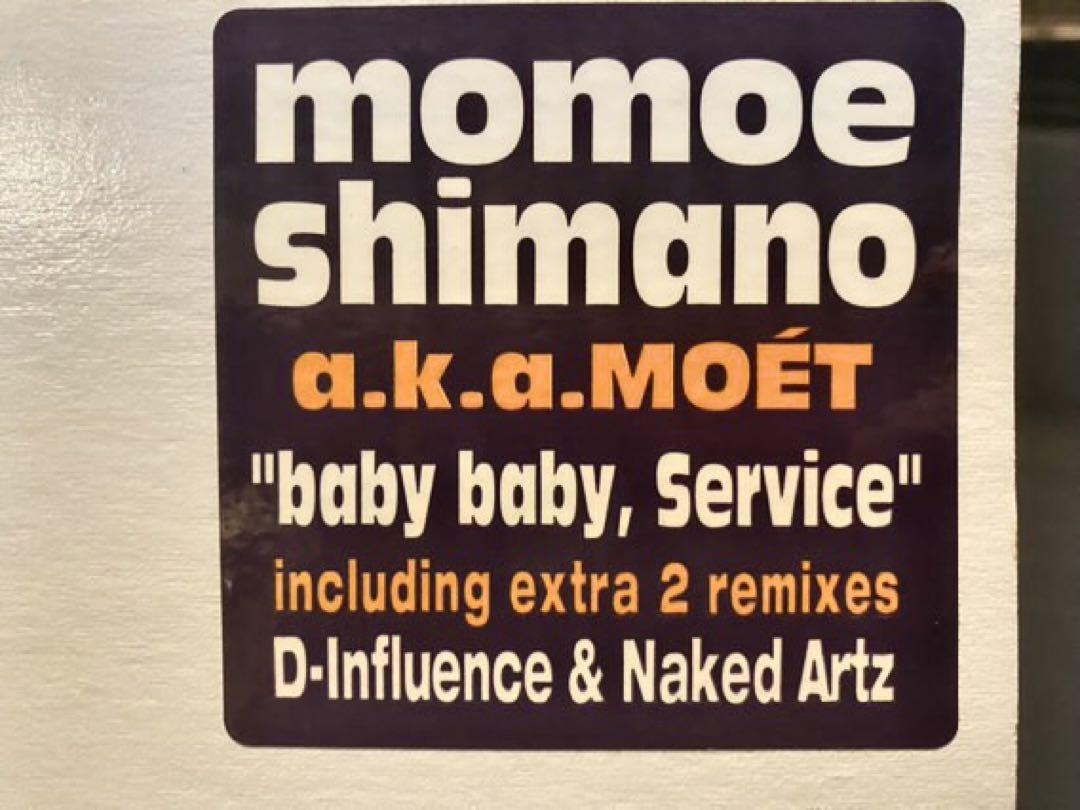 momoe
shimano
a.k.a.MOÉT
"baby baby, Service"
including extra 2 remixes
D-Influence & Naked Artz